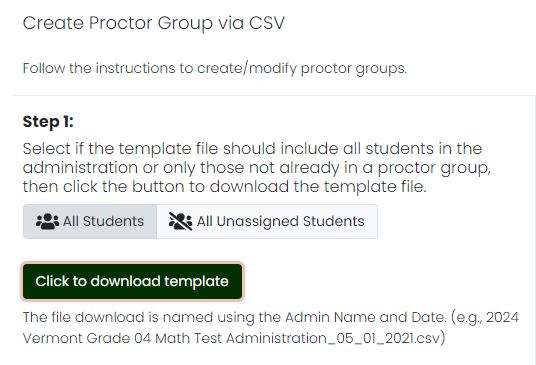 Create Proctor Group via CSV
Follow the instructions to create/modify proctor groups.
Step 1:
Select if the template file should include all students in the
administration or only those not already in a proctor group,
then click the button to download the template file.
All Students All Unassigned Students
Click to download template
The file download is named using the Admin Name and Date. (e.g., 2024
Vermont Grade 04 Math Test Administration_05_01_2021.csv)